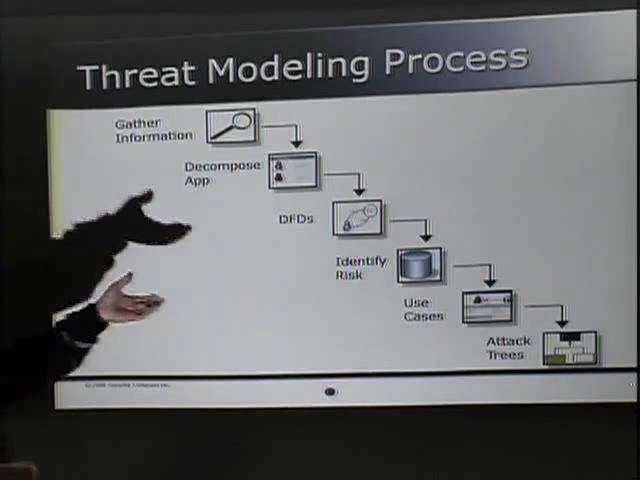 Threat Modeling Process
Gather
Information
Decompose
App
DFDs
Identify
Risk
Use
Cases
Attack
Trees